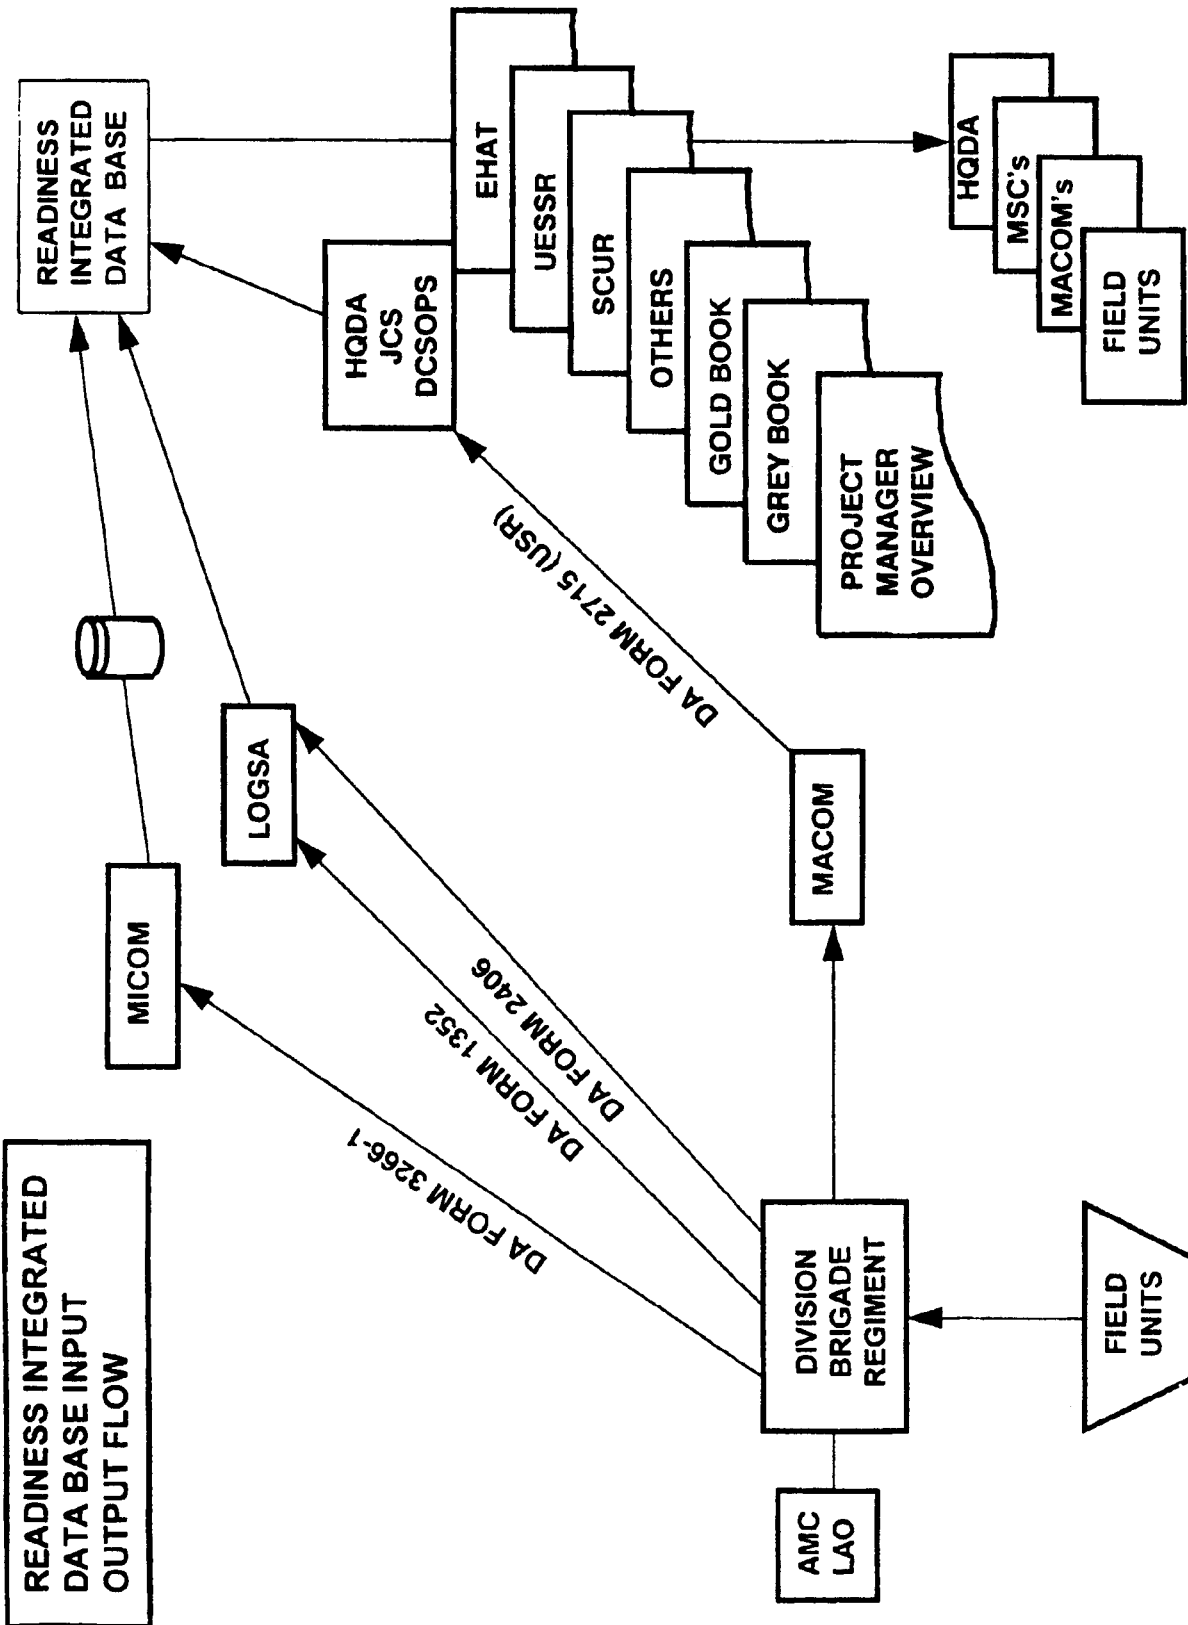 READINESS INTEGRATED
DATA BASE INPUT
OUTPUT FLOW
MICOM
LOGSA
READINESS
INTEGRATED
DATA BASE
HQDA
JCS
DCSOPS
DA FORM 3266-1
DA FORM 1352
DA FORM 2406
DA FORM 2715 (USR)
EHAT
UESSR
SCUR
OTHERS
GOLD BOOK
GREY BOOK
PROJECT
MANAGER
OVERVIEW
AMC
LAO
DIVISION
BRIGADE
REGIMENT
MACOM
HQDA
MSC's
MACOM's
FIELD
UNITS
FIELD
UNITS